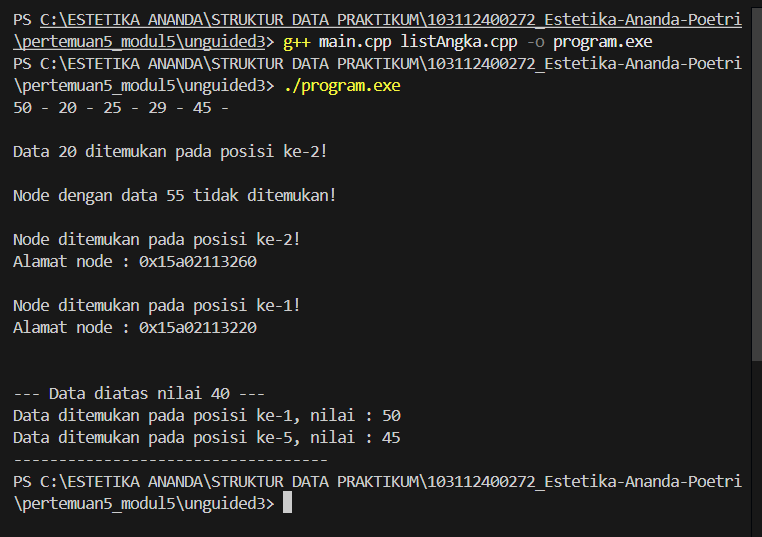 PS C:\ESTETIKA ANANDA\STRUKTUR DATA PRAKTIKUM\103112400272_Estetika-Ananda-Poetri
\pertemuan5_modul5\unguided3> g++ main.cpp listAngka.cpp -o program.exe
PS C:\ESTETIKA ANANDA\STRUKTUR DATA PRAKTIKUM\103112400272_Estetika-Ananda-Poetri
\pertemuan5_modul5\unguided3> ./program.exe
50 - 20 - 25 - 29 - 45 -
Data 20 ditemukan pada posisi ke-2!
Node dengan data 55 tidak ditemukan!
Node ditemukan pada posisi ke-2!
Alamat node : 0x15a02113260
Node ditemukan pada posisi ke-1!
Alamat node : 0x15a02113220
--- Data diatas nilai 40 ---
Data ditemukan pada posisi ke-1, nilai : 50
Data ditemukan pada posisi ke-5, nilai : 45
-----------------------------------
PS C:\ESTETIKA ANANDA\STRUKTUR DATA PRAKTIKUM\103112400272_Estetika-Ananda-Poetri
\pertemuan5_modul5\unguided3>